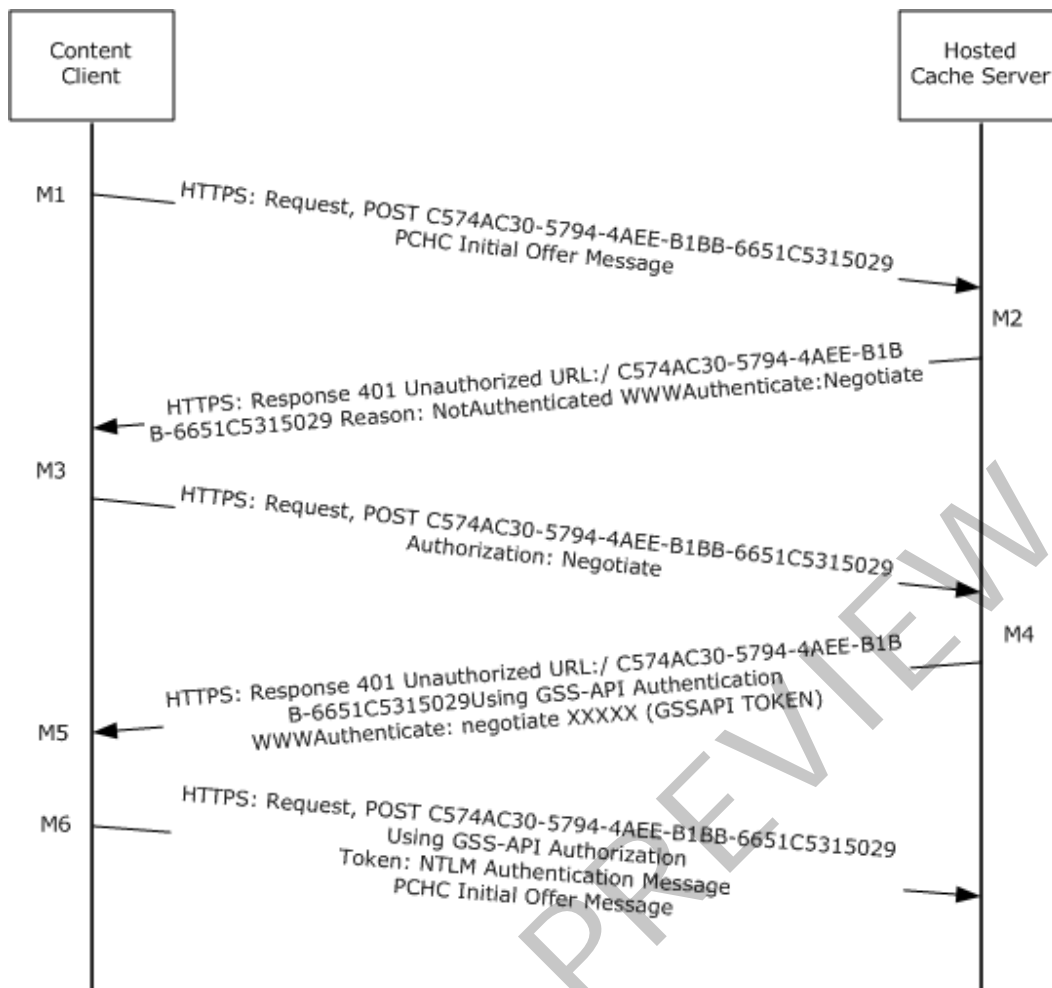 Content
Client
Hosted
Cache Server
M1
HTTPS: Request, POST C574AC30-5794-4AEE-B1BB-6651C5315029
PCHC Initial Offer Message
M2
HTTPS: Response 401 Unauthorized URL:/ C574AC30-5794-4AEE-B1B
B-6651C5315029 Reason: NotAuthenticated WWWAuthenticate:Negotiate
M3
HTTPS: Request, POST C574AC30-5794-4AEE-B1BB-6651C5315029
Authorization: Negotiate
M4
HTTPS: Response 401 Unauthorized URL:/ C574AC30-5794-4AEE-B1B
B-6651C5315029Using GSS-API Authentication
WWWAuthenticate: negotiate XXXXX (GSSAPI TOKEN)
M5
M6
HTTPS: Request, POST C574AC30-5794-4AEE-B1BB-6651C5315029
Using GSS-API Authorization
Token: NTLM Authentication Message
PCHC Initial Offer Message
PREVIEW